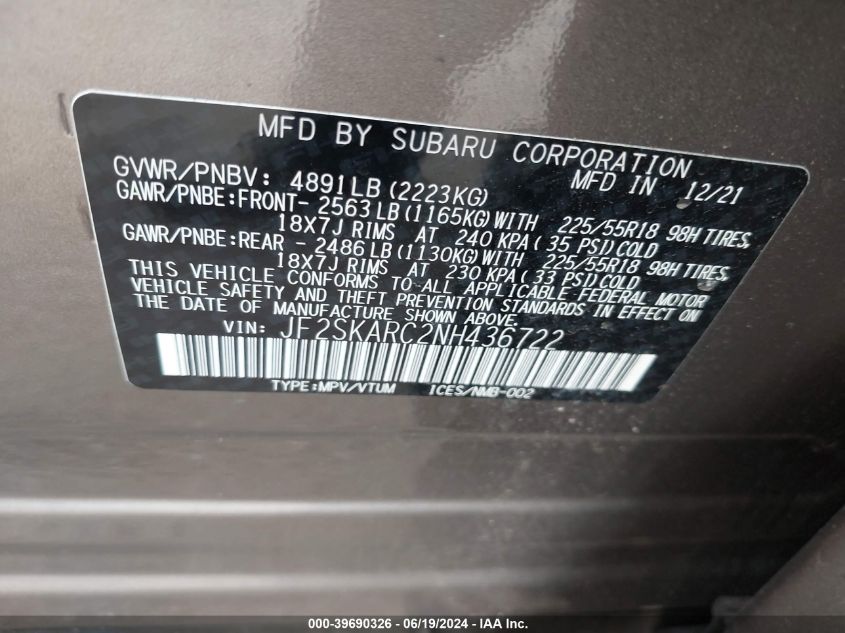 MFD BY SUBARU CORPORATION
GVWR/PNBV: 4891LB(2223KG) MFD IN 12/21
GAWR/PNBE:FRONT- 2563LB(1165KG)WITH 225/55R18 98H TIRES,
18X7J RIMS AT 240 KPA(35 PSI)COLD
GAWR/PNBE:REAR - 2486LB(1130KG)WITH 225/55R18 98H TIRES,
18X7J RIMS AT 230 KPA(33 PSI)COLD
THIS VEHICLE CONFORMS TO ALL APPLICABLE FEDERAL MOTOR
VEHICLE SAFETY AND THEFT PREVENTION STANDARDS IN EFFECT ON
THE DATE OF MANUFACTURE SHOWN ABOVE.
VIN: JF2SKARC2NH436722
TYPE:MPV/VTUM ICES/NMB-002
000-39690326 - 06/19/2024 - IAA Inc.